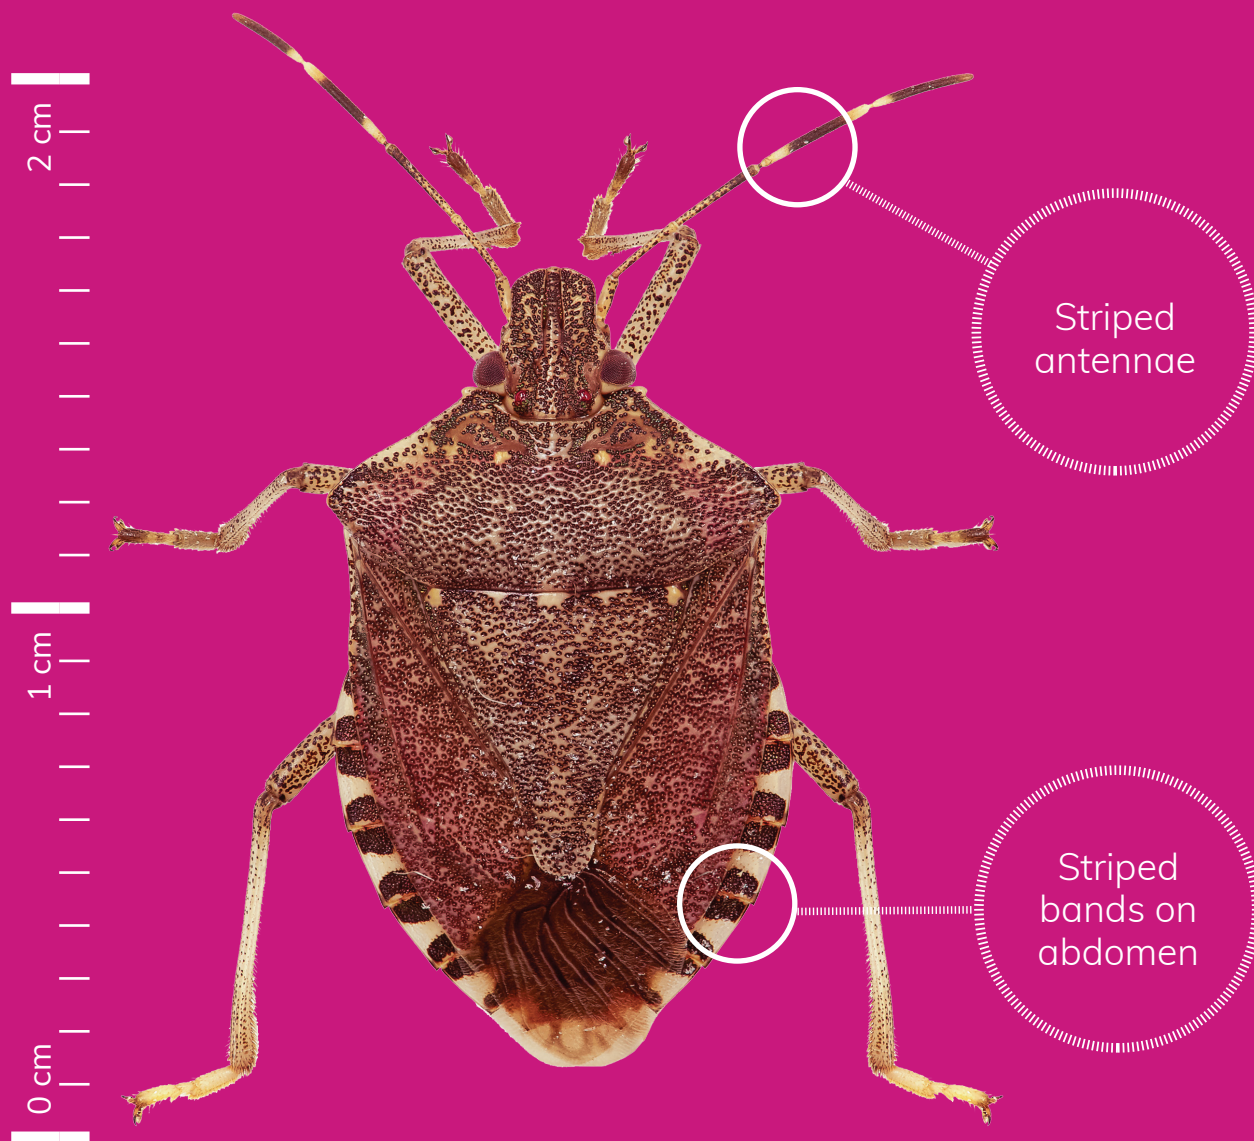 2 cm
1 cm
0 cm
Striped
antennae
Striped
bands on
abdomen